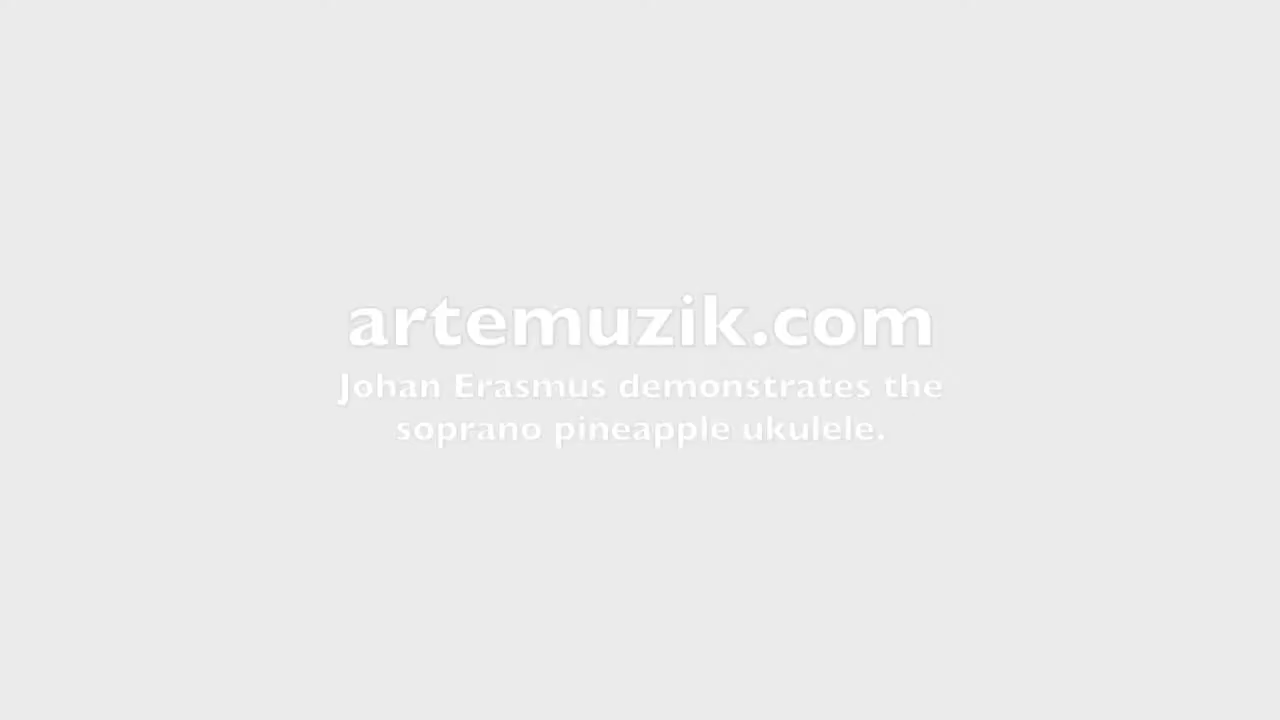 artemuzik.com
Johan Erasmus demonstrates the
soprano pineapple ukulele.